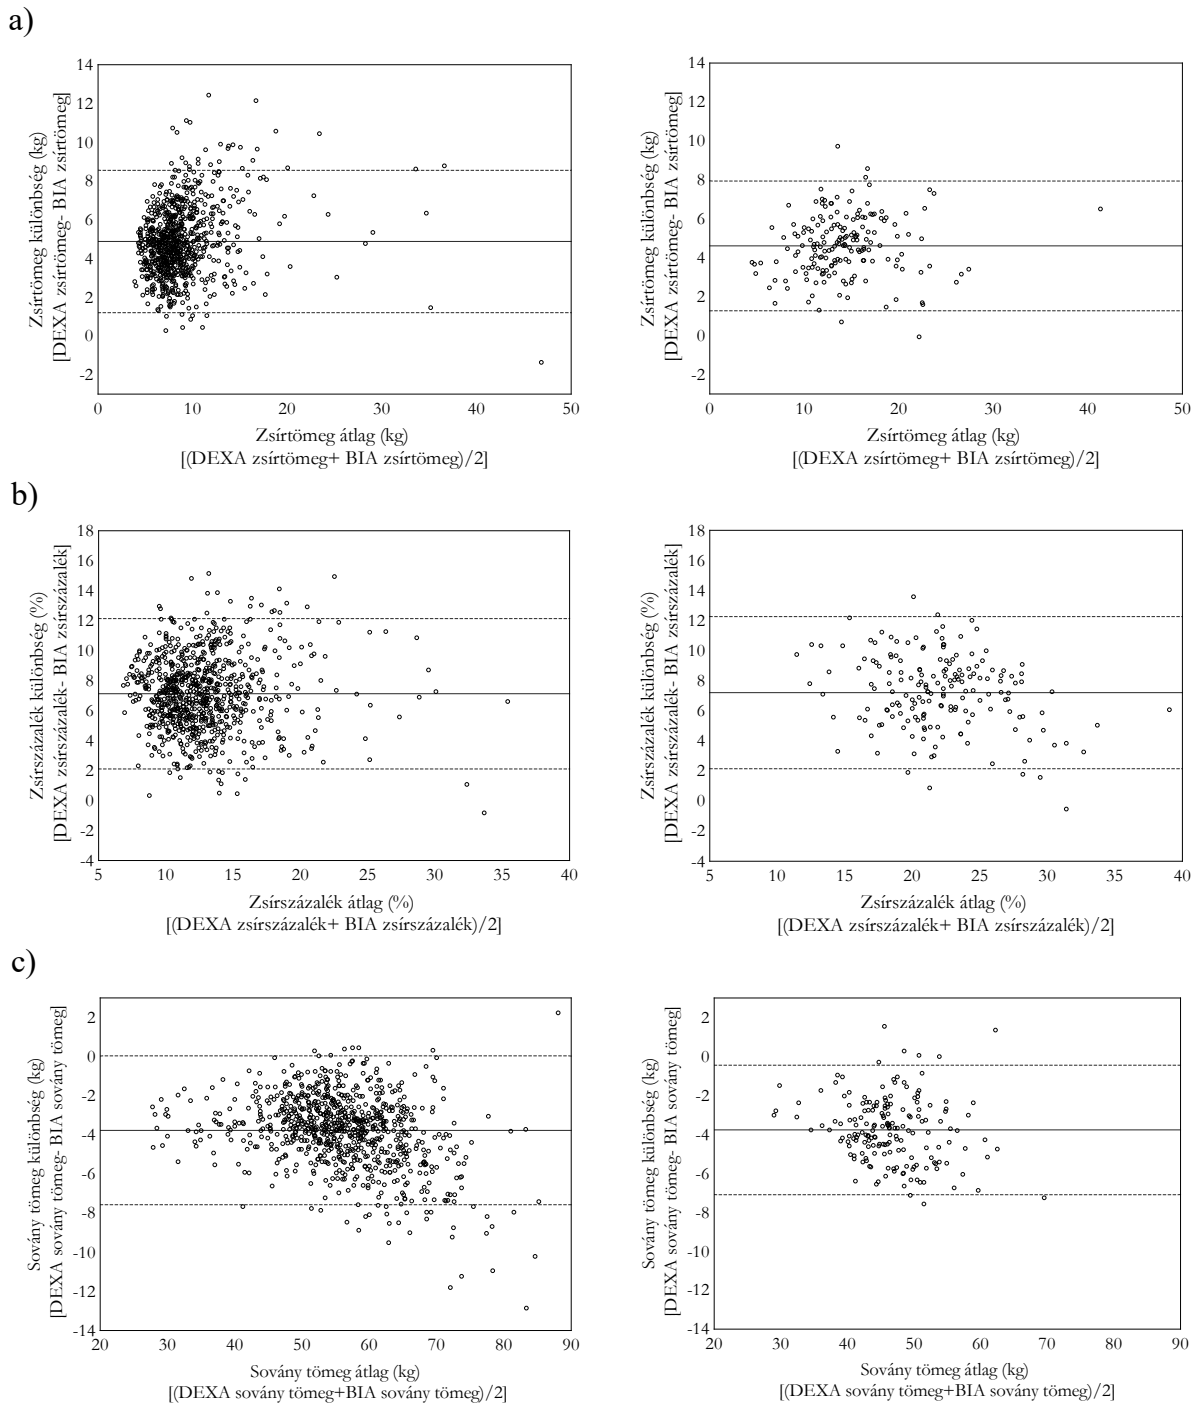 a)
Zsírtömeg különbség (kg)
[DEXA zsírtömeg- BIA zsírtömeg]
14
12
10
8
6
4
2
0
-2
0 10 20 30 40 50
Zsírtömeg átlag (kg)
[(DEXA zsírtömeg+ BIA zsírtömeg)/2]
Zsírtömeg különbség (kg)
[DEXA zsírtömeg- BIA zsírtömeg]
14
12
10
8
6
4
2
0
-2
0 10 20 30 40 50
Zsírtömeg átlag (kg)
[(DEXA zsírtömeg+ BIA zsírtömeg)/2]
b)
Zsírszázalék különbség (%)
[DEXA zsírszázalék- BIA zsírszázalék]
18
16
14
12
10
8
6
4
2
0
-2
-4
5 10 15 20 25 30 35 40
Zsírszázalék átlag (%)
[(DEXA zsírszázalék+ BIA zsírszázalék)/2]
Zsírszázalék különbség (%)
[DEXA zsírszázalék- BIA zsírszázalék]
18
16
14
12
10
8
6
4
2
0
-2
-4
5 10 15 20 25 30 35 40
Zsírszázalék átlag (%)
[(DEXA zsírszázalék+ BIA zsírszázalék)/2]
c)
Sovány tömeg különbség (kg)
[DEXA sovány tömeg- BIA sovány tömeg]
2
0
-2
-4
-6
-8
-10
-12
-14
20 30 40 50 60 70 80 90
Sovány tömeg átlag (kg)
[(DEXA sovány tömeg+BIA sovány tömeg)/2]
Sovány tömeg különbség (kg)
[DEXA sovány tömeg- BIA sovány tömeg]
2
0
-2
-4
-6
-8
-10
-12
-14
20 30 40 50 60 70 80 90
Sovány tömeg átlag (kg)
[(DEXA sovány tömeg+BIA sovány tömeg)/2]